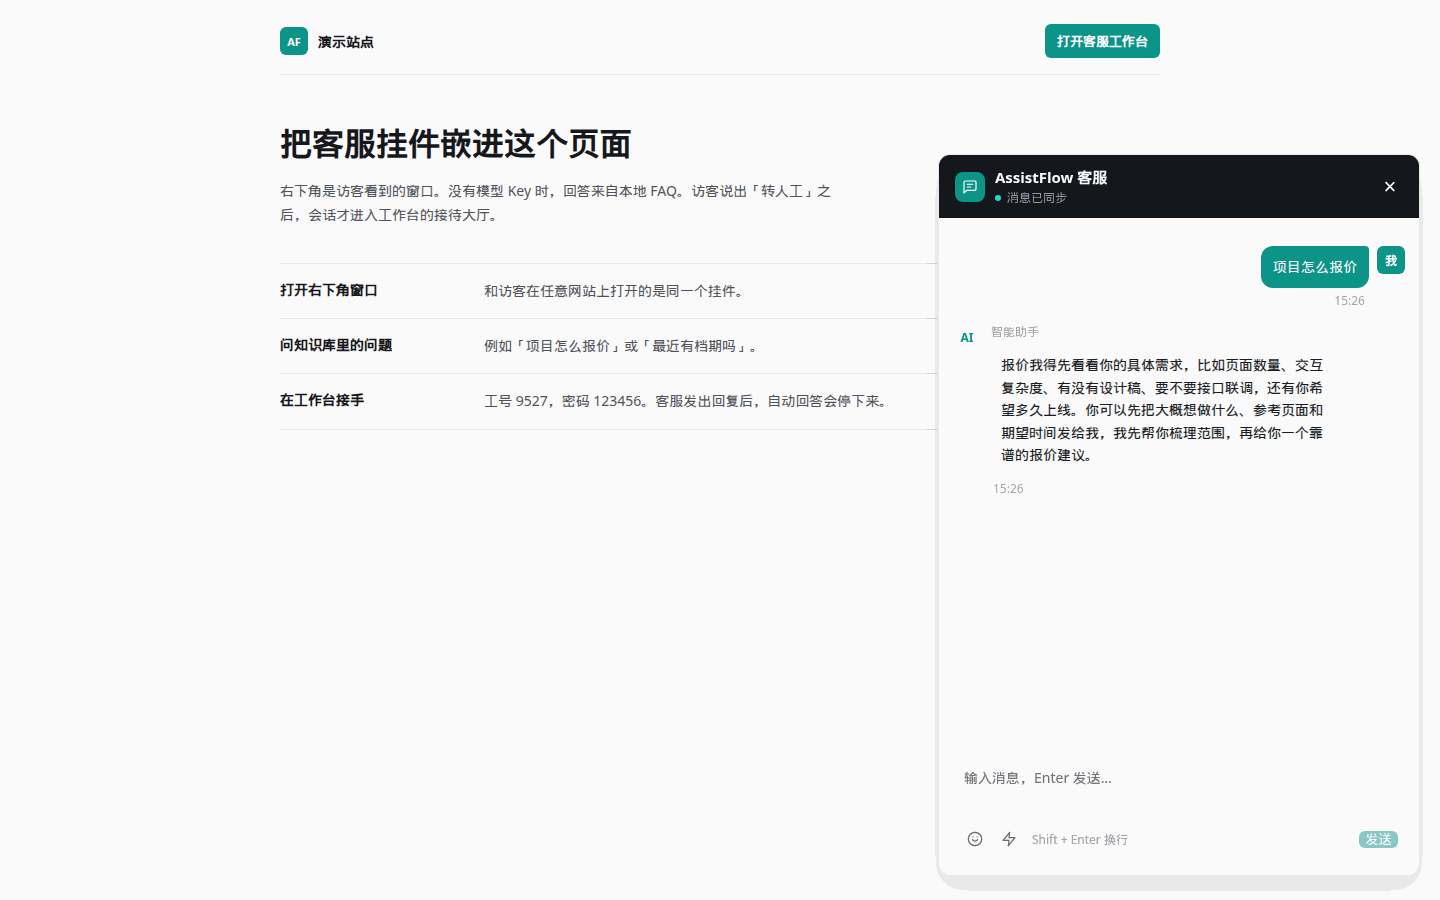 AF 演示站点
打开客服工作台
把客服挂件嵌进这个页面
右下角是访客看到的窗口。没有模型 Key 时，回答来自本地 FAQ。访客说出「转人工」之
后，会话才进入工作台的接待大厅。
打开右下角窗口 和访客在任意网站上打开的是同一个挂件。
问知识库里的问题 例如「项目怎么报价」或「最近有档期吗」。
在工作台接手 工号 9527，密码 123456。客服发出回复后，自动回答会停下来。
AssistFlow 客服
消息已同步
项目怎么报价
我
15:26
AI
智能助手
报价我得先看看你的具体需求，比如页面数量、交互
复杂度、有没有设计稿、要不要接口联调，还有你希
望多久上线。你可以先把大概想做什么、参考页面和
期望时间发给我，我先帮你梳理范围，再给你一个靠
谱的报价建议。
15:26
输入消息，Enter 发送...
Shift + Enter 换行
发送